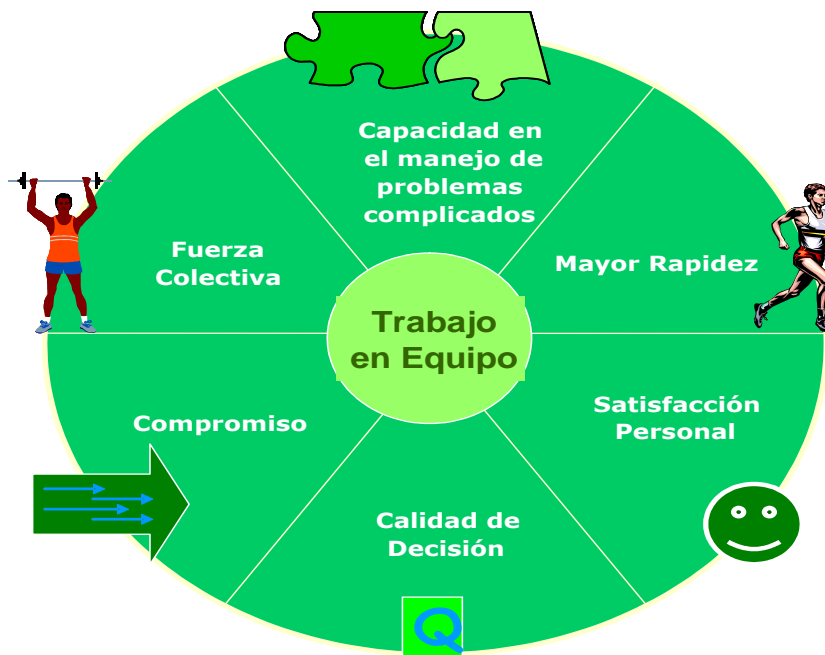 Capacidad en
el manejo de
problemas
complicados
Fuerza
Colectiva
Mayor Rapidez
Trabajo
en Equipo
Compromiso
Satisfacción
Personal
Calidad de
Decisión
Q